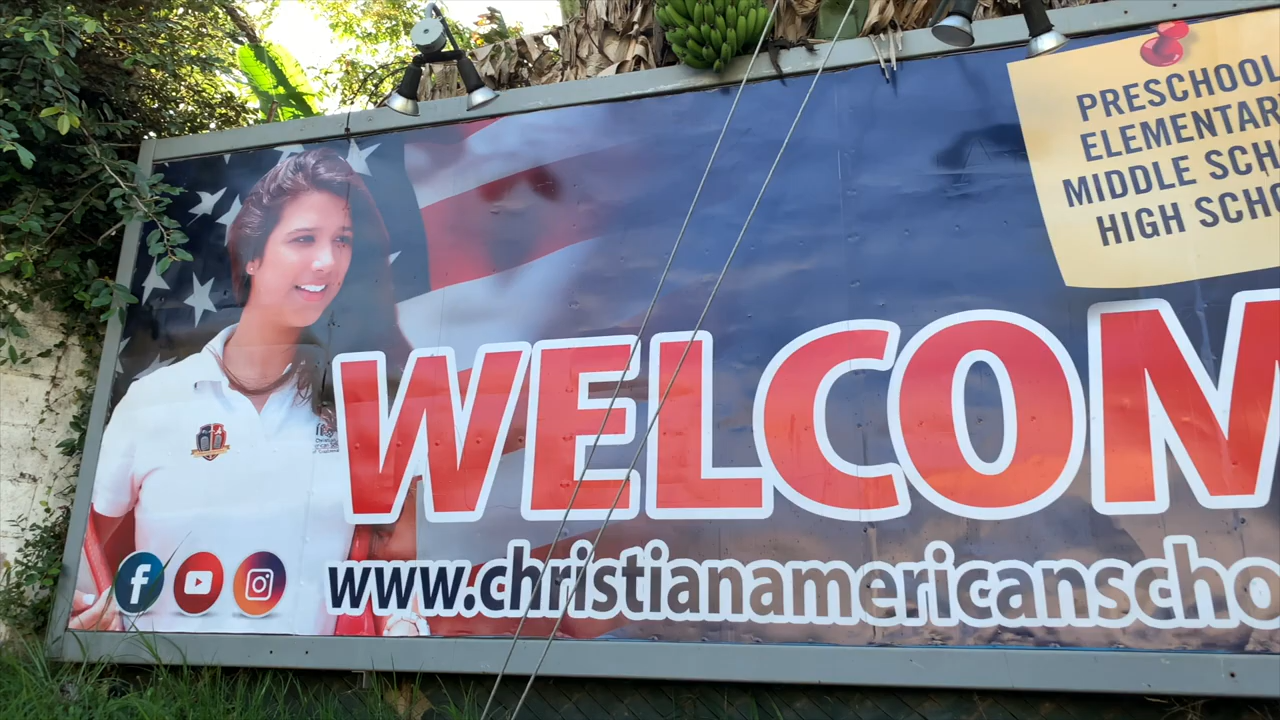 PRESCHOOL
ELEMENTAR
MIDDLE SCH
HIGH SCHO
WELCOM
www.christianamericanscho